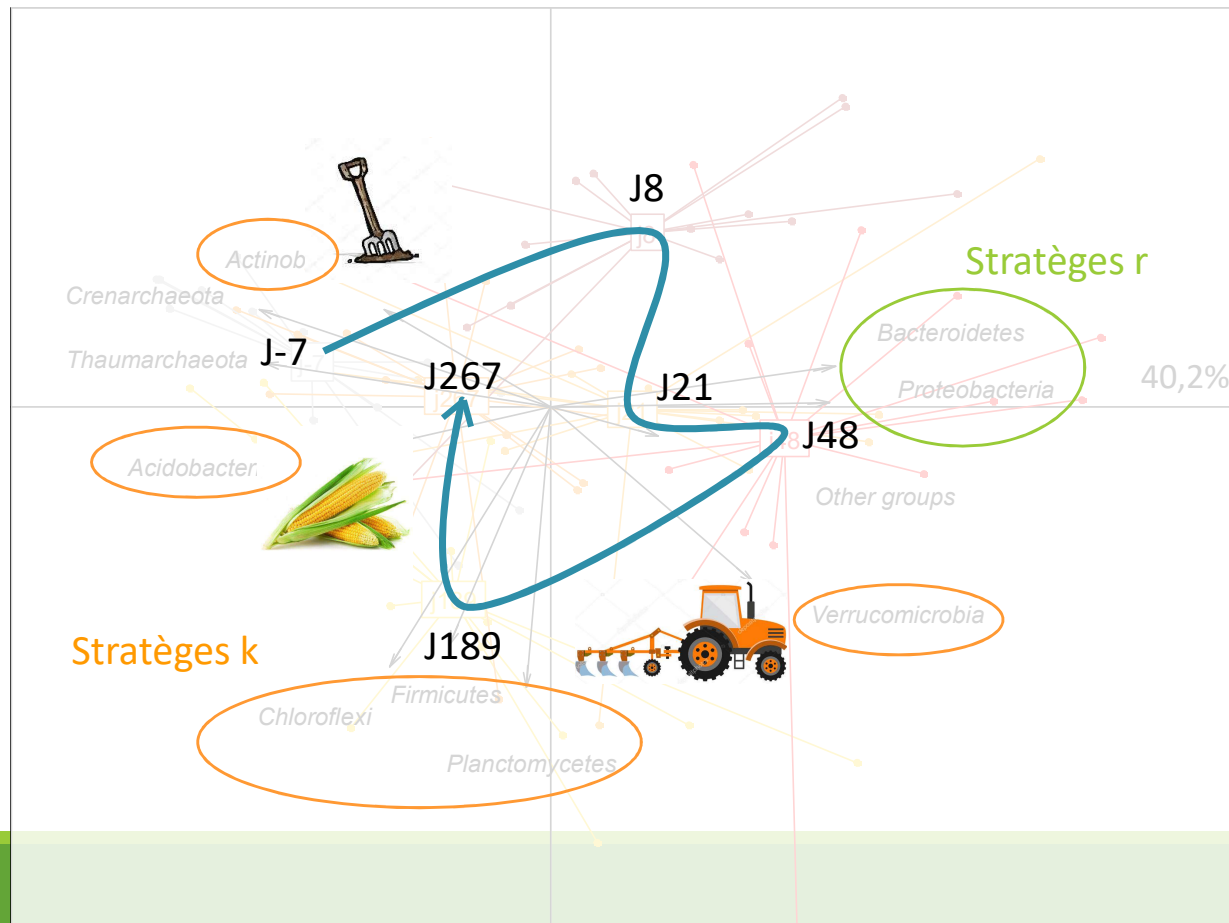 J8
Actinob
Stratèges r
Crenarchaeota
Bacteroidetes
Thaumarchaeota
J-7
J267
J21
Proteobacteria
40,2%
J48
Acidobacter
Other groups
Verrucomicrobia
Stratèges k
J189
Firmicutes
Chloroflexi
Planctomycetes